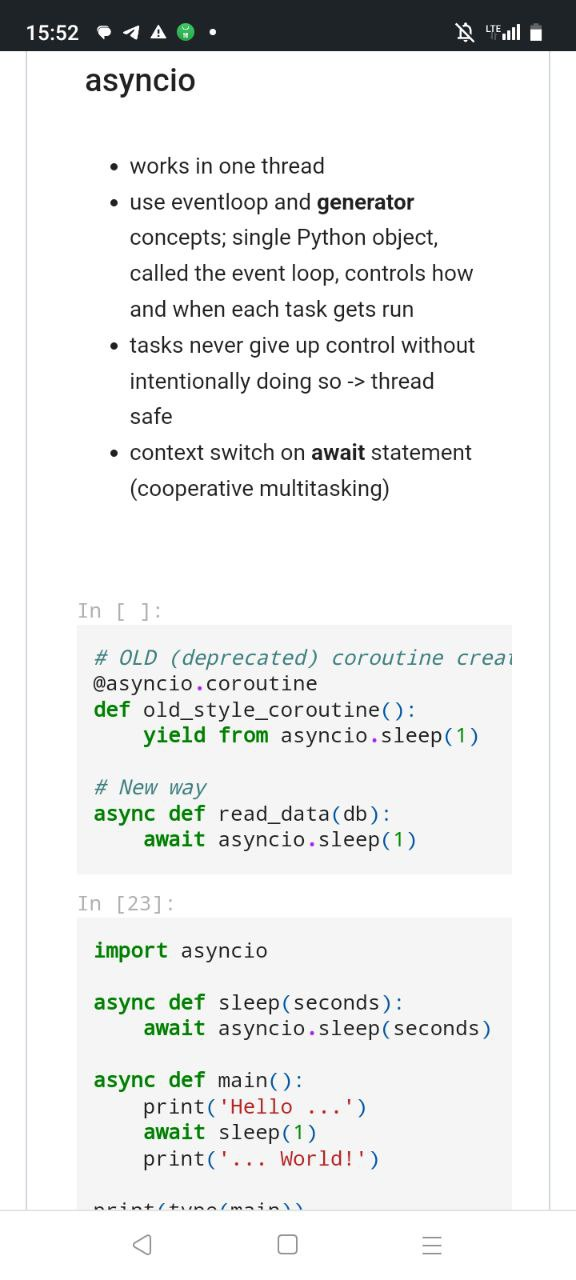 15:52
LTE
asyncio
• works in one thread
• use eventloop and generator
concepts; single Python object,
called the event loop, controls how
and when each task gets run
• tasks never give up control without
intentionally doing so -> thread
safe
• context switch on await statement
(cooperative multitasking)
In [ ]:
# OLD (deprecated) coroutine creat
@asyncio.coroutine
def old_style_coroutine():
    yield from asyncio.sleep(1)
# New way
async def read_data(db):
    await asyncio.sleep(1)
In [23]:
import asyncio
async def sleep(seconds):
    await asyncio.sleep(seconds)
async def main():
    print('Hello ...')
    await sleep(1)
    print('... World!')
print(type(main))